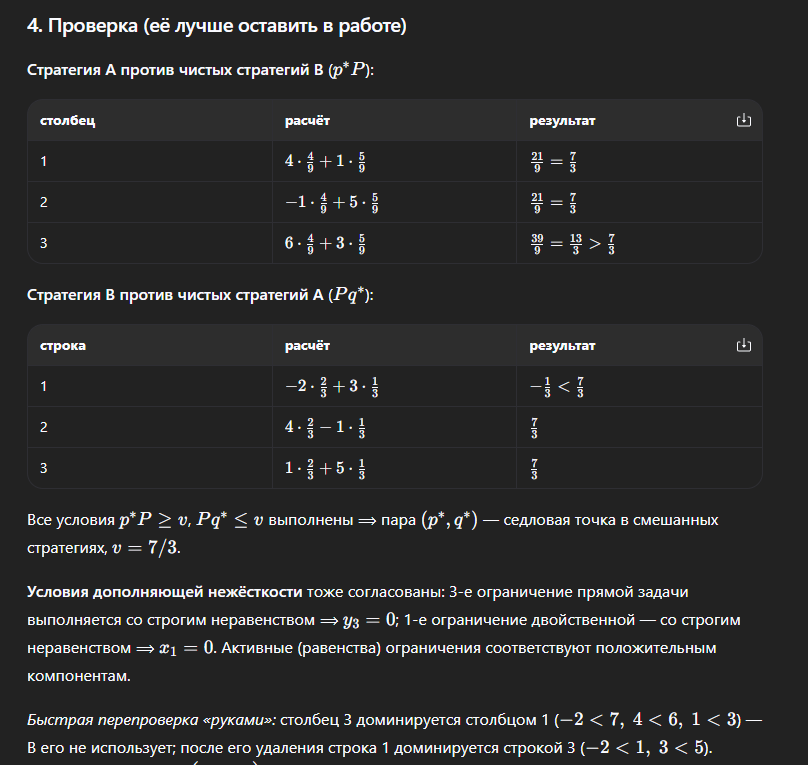 4. Проверка (её лучше оставить в работе)
Стратегия A против чистых стратегий B (p*P):
столбец расчёт результат
1 4 · 4/9 + 1 · 5/9 21/9 = 7/3
2 −1 · 4/9 + 5 · 5/9 21/9 = 7/3
3 6 · 4/9 + 3 · 5/9 39/9 = 13/3 > 7/3
Стратегия B против чистых стратегий A (Pq*):
строка расчёт результат
1 −2 · 2/3 + 3 · 1/3 −1/3 < 7/3
2 4 · 2/3 − 1 · 1/3 7/3
3 1 · 2/3 + 5 · 1/3 7/3
Все условия p*P ≥ v, Pq* ≤ v выполнены ⟹ пара (p*, q*) — седловая точка в смешанных
стратегиях, v = 7/3.
Условия дополняющей нежёсткости тоже согласованы: 3-е ограничение прямой задачи
выполняется со строгим неравенством ⟹ y₃ = 0; 1-е ограничение двойственной — со строгим
неравенством ⟹ x₁ = 0. Активные (равенства) ограничения соответствуют положительным
компонентам.
Быстрая перепроверка «руками»: столбец 3 доминируется столбцом 1 (−2 < 7, 4 < 6, 1 < 3) —
B его не использует; после его удаления строка 1 доминируется строкой 3 (−2 < 1, 3 < 5).